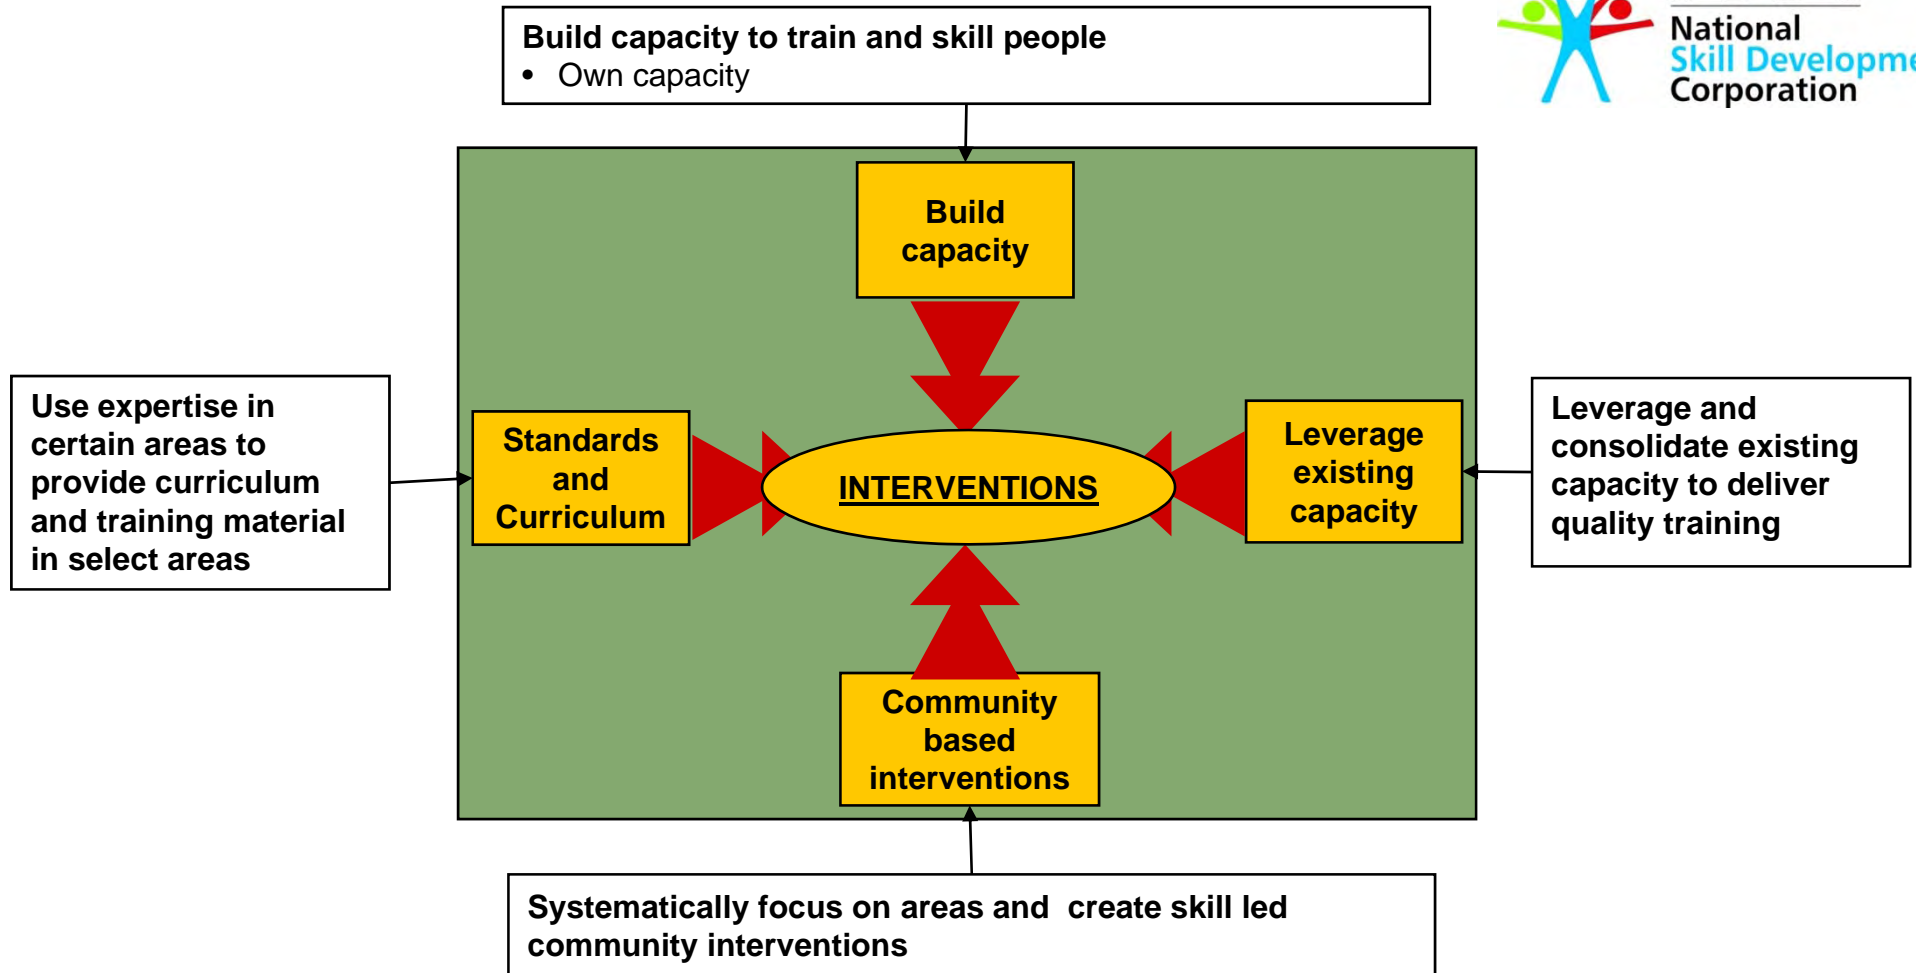 Build capacity to train and skill people
• Own capacity
National
Skill Developme
Corporation
Build
capacity
Use expertise in
certain areas to
provide curriculum
and training material
in select areas
Standards
and
Curriculum
INTERVENTIONS
Leverage
existing
capacity
Leverage and
consolidate existing
capacity to deliver
quality training
Community
based
interventions
Systematically focus on areas and create skill led
community interventions